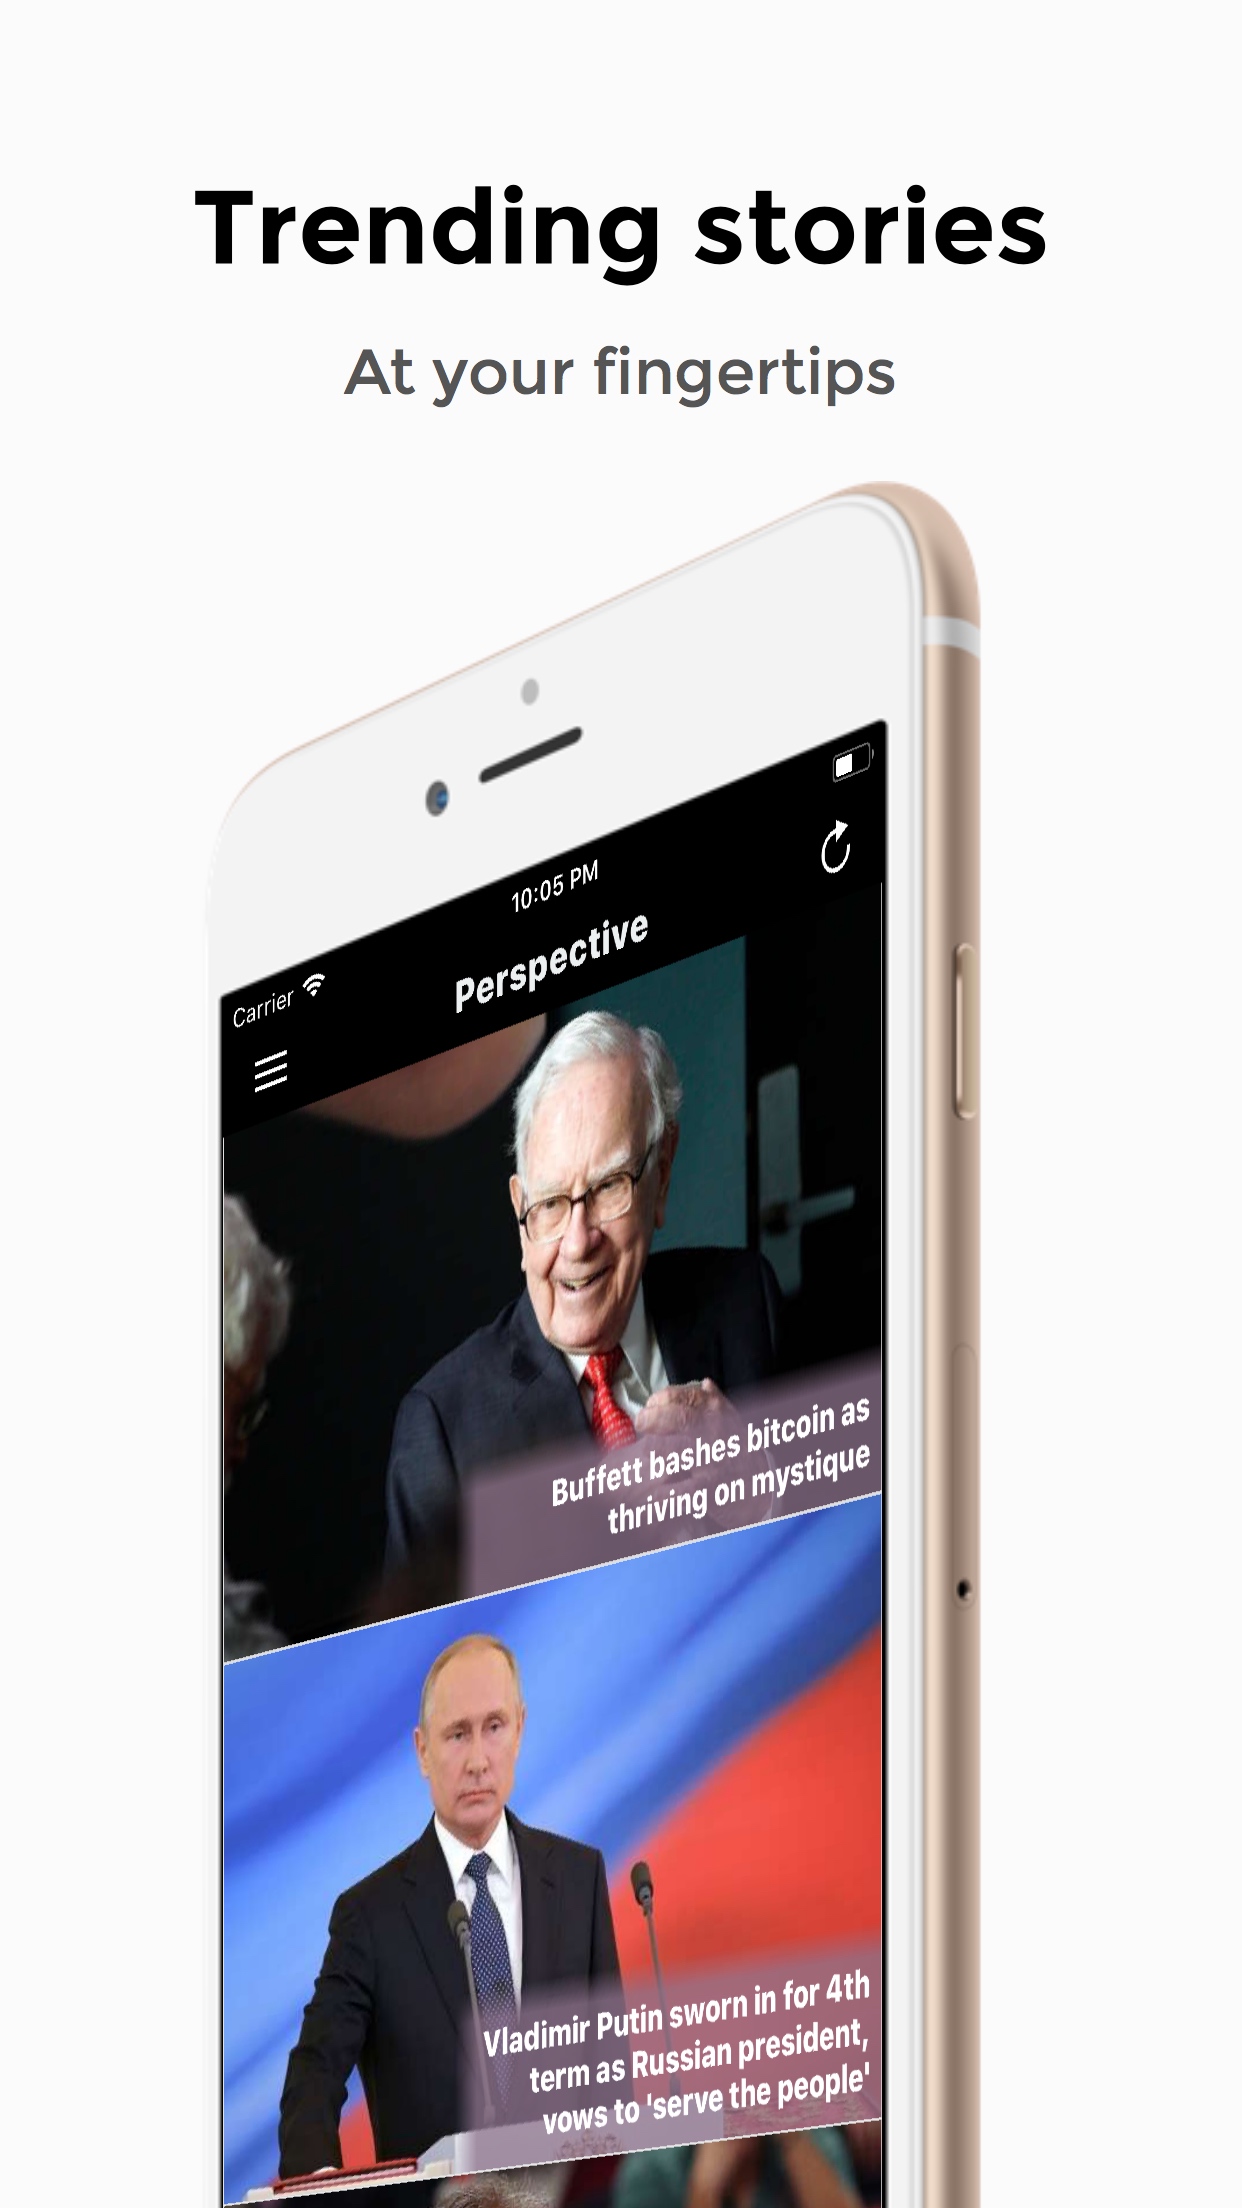 Trending stories
At your fingertips
Carrier
10:05 PM
Perspective
Buffett bashes bitcoin as
thriving on mystique
Vladimir Putin sworn in for 4th
term as Russian president,
vows to 'serve the people'